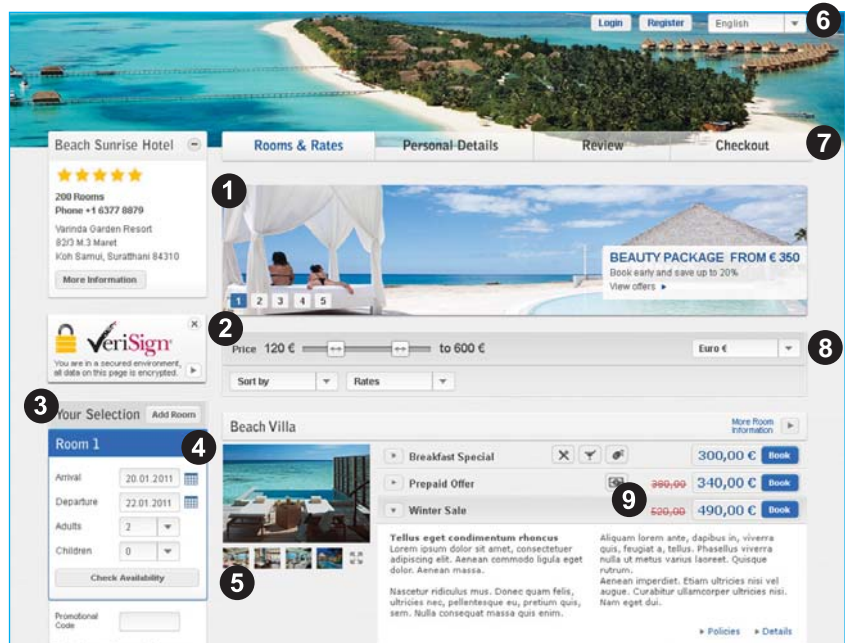 Login Register English 6
Beach Sunrise Hotel
Rooms & Rates Personal Details Review Checkout 7
200 Rooms
Phone +1 6377 8879
Varinda Garden Resort
82/3 M.3 Maret
Koh Samui, Suratthani 84310
More Information
1
BEAUTY PACKAGE FROM € 350
Book early and save up to 20%
View offers
1 2 3 4 5
VeriSign
You are in a secured environment,
all data on this page is encrypted.
2
Price 120 € to 600 € Euro € 8
Sort by Rates
3
Your Selection Add Room
Room 1 4
Arrival 20.01.2011
Departure 22.01.2011
Adults 2
Children 0
Check Availability
Promotional
Code
Beach Villa More Room
Information
Breakfast Special 300,00 € Book
Prepaid Offer 380,00 340,00 € Book
9
Winter Sale 520,00 490,00 € Book
5
Tellus eget condimentum rhoncus
Lorem ipsum dolor sit amet, consectetuer
adipiscing elit. Aenean commodo ligula eget
dolor. Aenean massa.
Nascetur ridiculus mus. Donec quam felis,
ultricies nec, pellentesque eu, pretium quis,
sem. Nulla consequat massa quis enim.
Aliquam lorem ante, dapibus in, viverra
quis, feugiat a, tellus. Phasellus viverra
nulla ut metus varius laoreet. Quisque
rutrum.
Aenean imperdiet. Etiam ultricies nisi vel
augue. Curabitur ullamcorper ultricies nisi.
Nam eget dui.
Policies Details